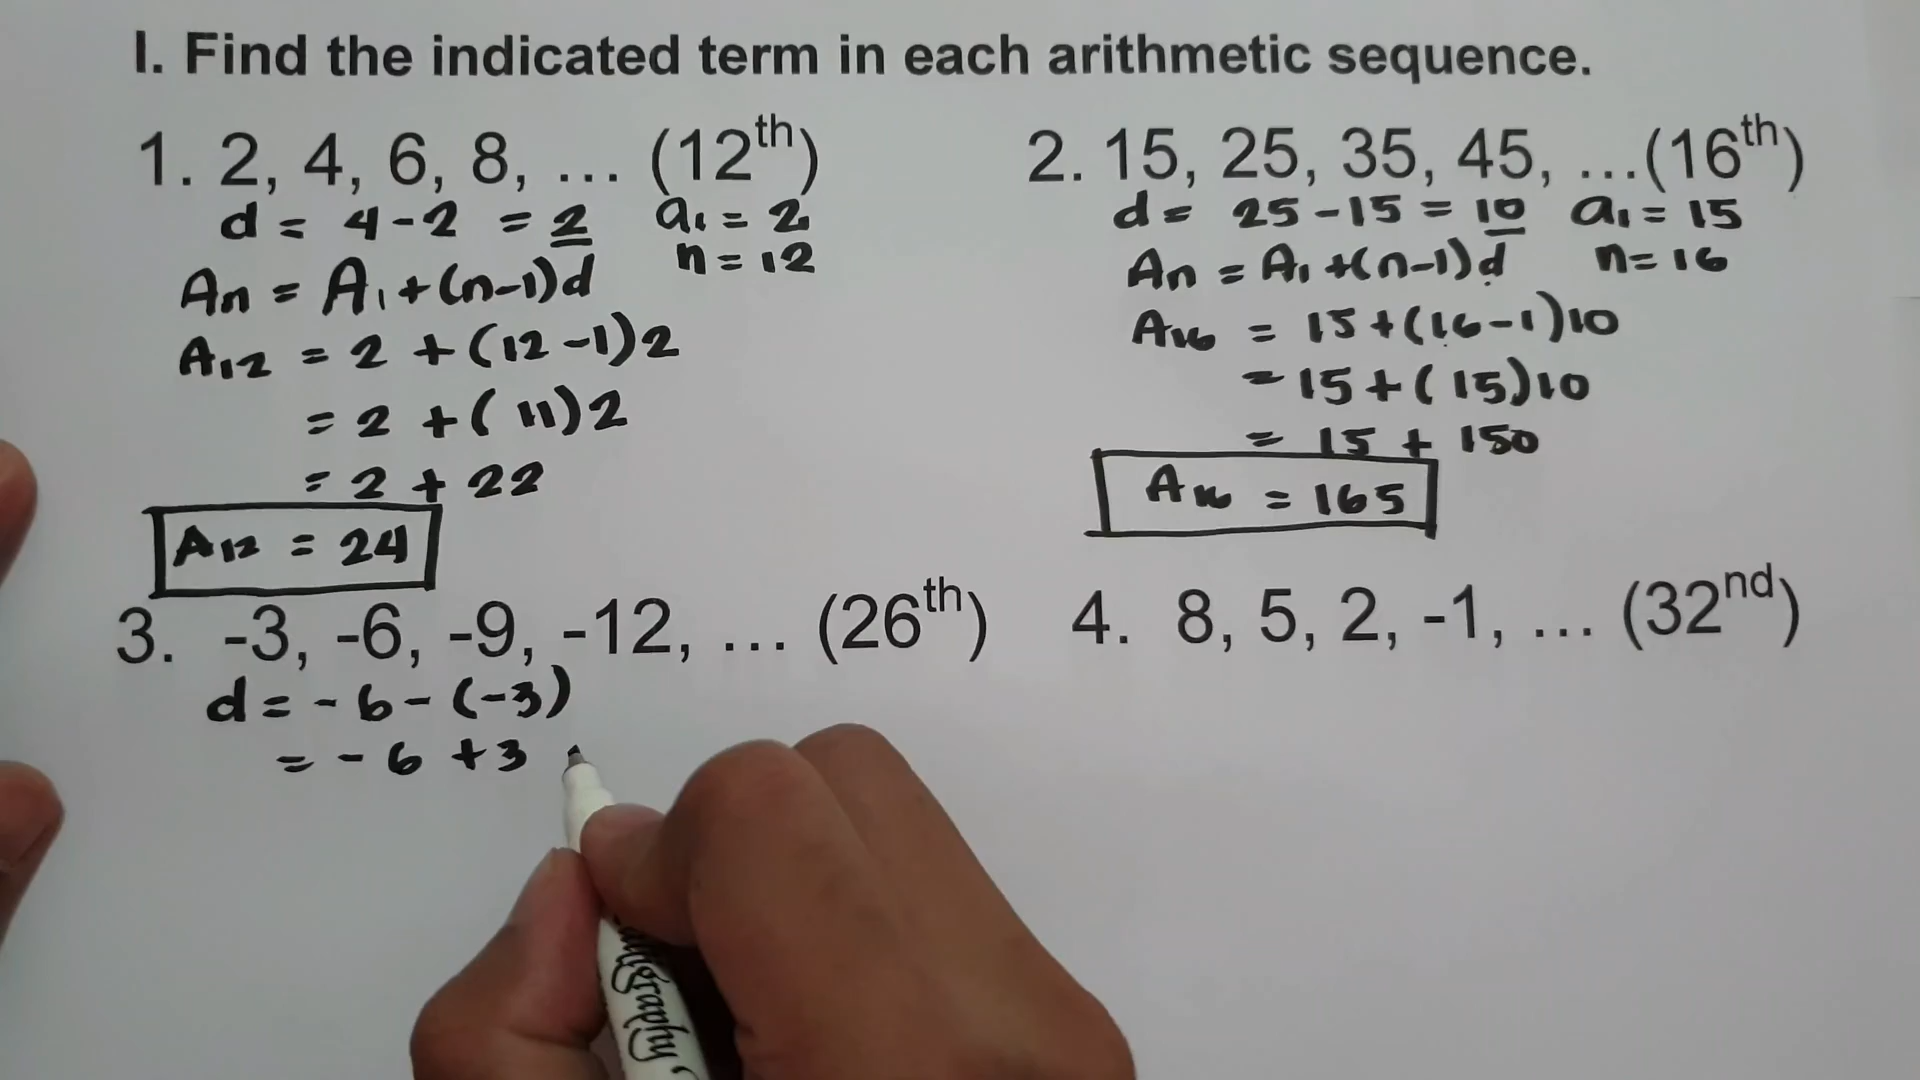 I. Find the indicated term in each arithmetic sequence.
1. 2, 4, 6, 8, ... (12th)
d = 4 - 2 = 2 a₁ = 2
n = 12
An = A₁ + (n-1)d
A₁₂ = 2 + (12 -1)2
= 2 + ( 11)2
= 2 + 22
A₁₂ = 24
2. 15, 25, 35, 45, ...(16th)
d = 25 - 15 = 10 a₁ = 15
An = A₁ + (n-1)d n = 16
A₁₆ = 15 + (16 -1)10
= 15 + ( 15)10
= 15 + 150
A₁₆ = 165
3. -3, -6, -9, -12, ... (26th)
d = - 6 - (-3)
= - 6 + 3
4. 8, 5, 2, -1, ... (32nd)